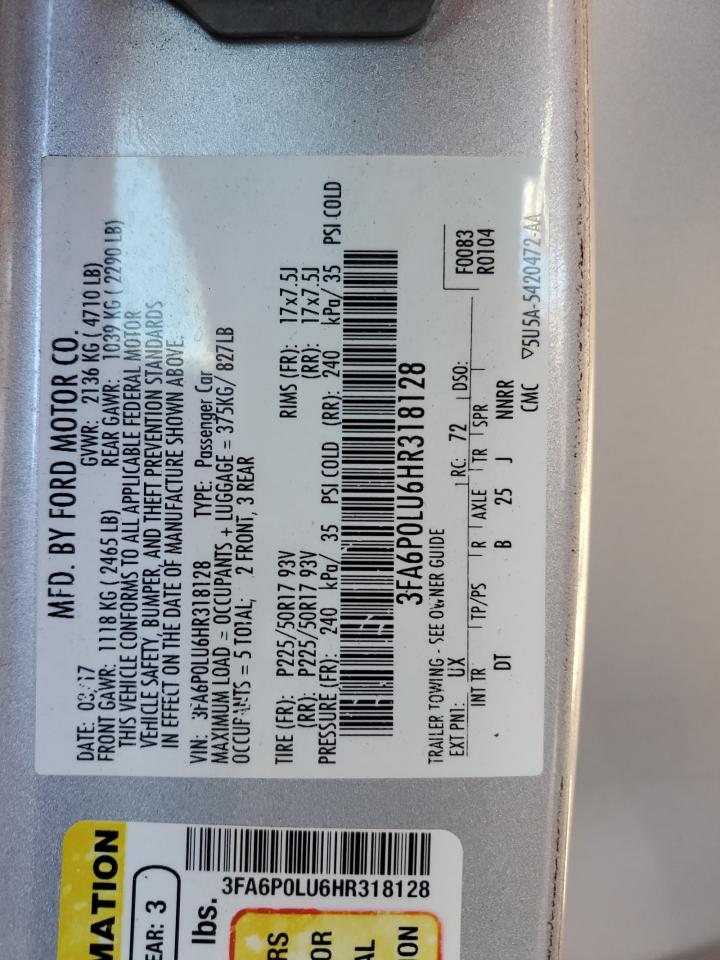 MFD. BY FORD MOTOR CO.
DATE: 03/17 GVWR: 2136 KG ( 4710 LB)
FRONT GAWR: 1118 KG ( 2465 LB) REAR GAWR: 1039 KG ( 2290 LB)
THIS VEHICLE CONFORMS TO ALL APPLICABLE FEDERAL MOTOR
VEHICLE SAFETY, BUMPER, AND THEFT PREVENTION STANDARDS
IN EFFECT ON THE DATE OF MANUFACTURE SHOWN ABOVE.
VIN: 3FA6P0LU6HR318128 TYPE: Passenger Car
MAXIMUM LOAD = OCCUPANTS + LUGGAGE = 375KG/ 827LB
OCCUPANTS = 5 TOTAL, 2 FRONT, 3 REAR
TIRE (FR): P225/50R17 93V RIMS (FR): 17x7.5J
(RR): P225/50R17 93V (RR): 17x7.5J
PRESSURE (FR): 240 kPa/ 35 PSI COLD (RR): 240 kPa/ 35 PSI COLD
3FA6P0LU6HR318128
TRAILER TOWING - SEE OWNER GUIDE
EXT PNT: UX RC: 72 DSO:
F0083
R0104
INT TR TP/PS R AXLE TR SPR
DT B 25 J NNRR
CMC ▽5U5A-5420472-AA
MATION
EAR: 3
lbs.
3FA6P0LU6HR318128
RS
OR
AL
ION